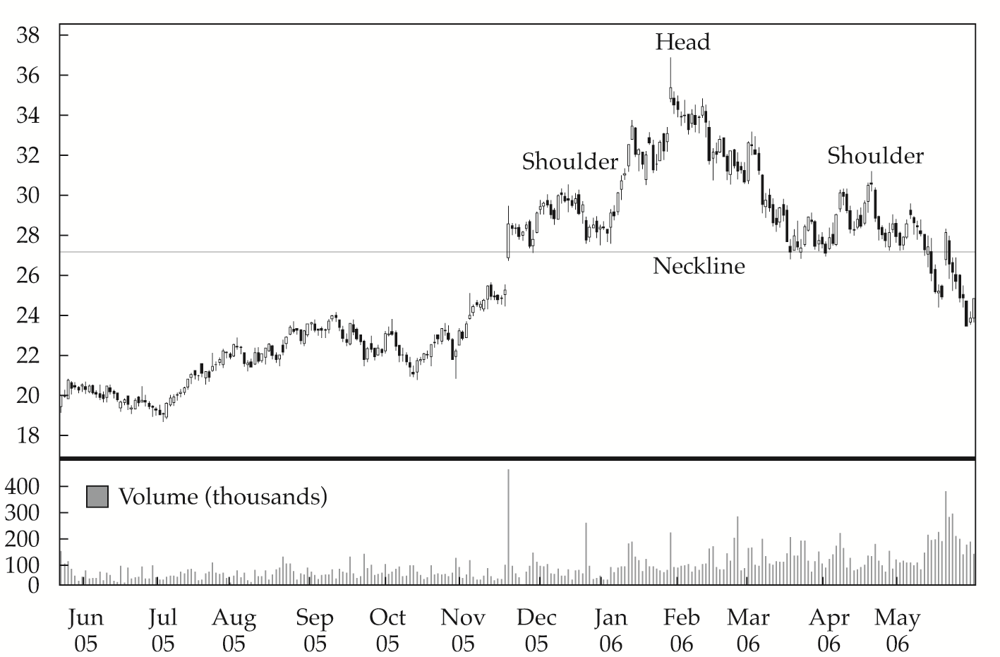 38
Head
36
34
32
Shoulder
Shoulder
30
28
Neckline
26
24
22
20
18
400
Volume (thousands)
300
200
100
0
Jun Jul Aug Sep Oct Nov Dec Jan Feb Mar Apr May
05 05 05 05 05 05 05 06 06 06 06 06